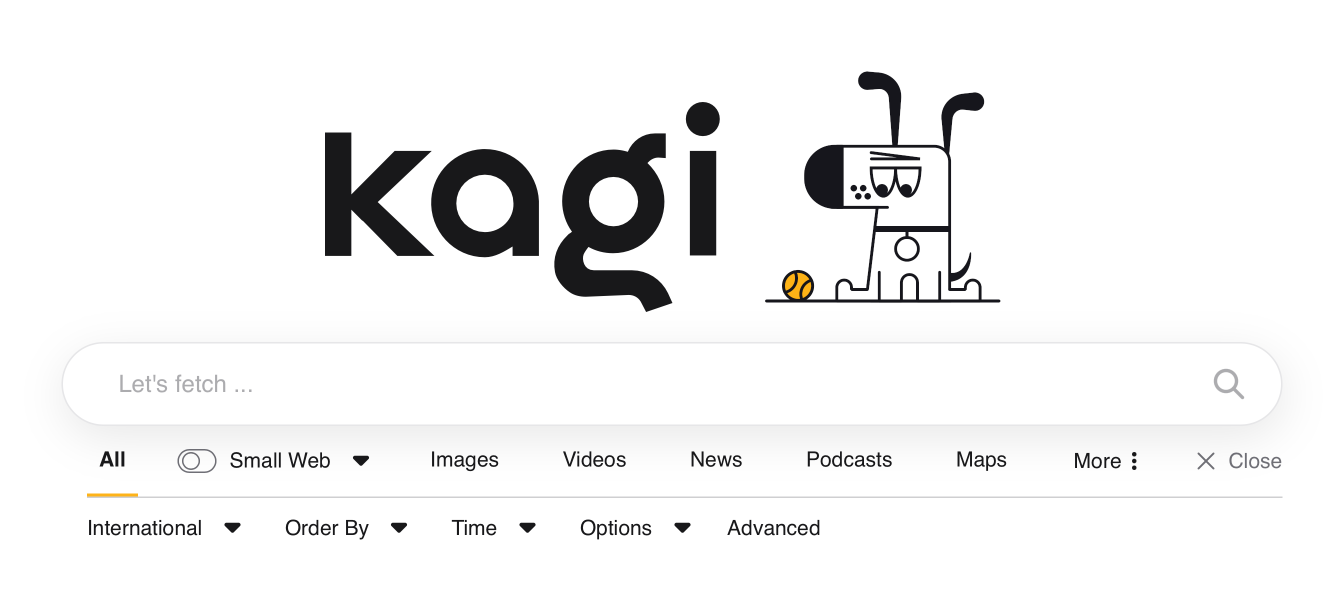 kagi
Let's fetch ...
All Small Web Images Videos News Podcasts Maps More Close
International Order By Time Options Advanced